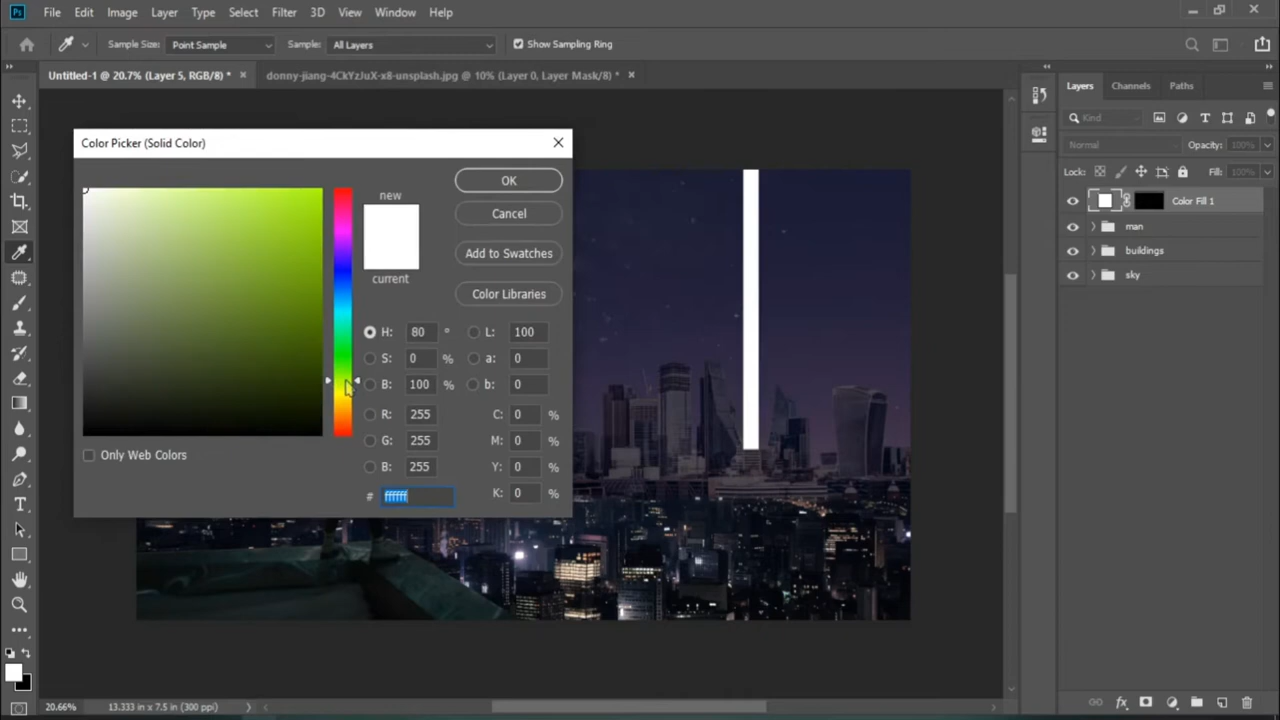 Ps File Edit Image Layer Type Select Filter 3D View Window Help
Sample Size: Point Sample Sample: All Layers Show Sampling Ring
Untitled-1 @ 20.7% (Layer 5, RGB/8) * × donny-jiang-4CkYzJuX-x8-unsplash.jpg @ 10% (Layer 0, Layer Mask/8) * ×
Layers Channels Paths
Kind
Normal Opacity: 100%
Lock: Fill: 100%
Color Fill 1
man
buildings
sky
Color Picker (Solid Color)
new
current
OK
Cancel
Add to Swatches
Color Libraries
H: 80 ° L: 100
S: 0 % a: 0
B: 100 % b: 0
R: 255 C: 0 %
G: 255 M: 0 %
B: 255 Y: 0 %
# ffffff K: 0 %
Only Web Colors
T
20.66% 13.333 in x 7.5 in (300 ppi)
fx